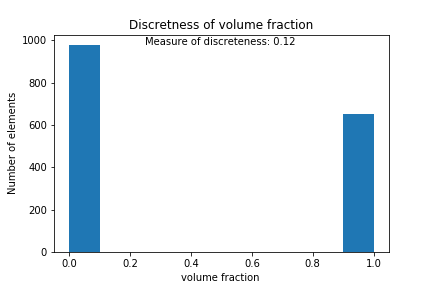 Discretness of volume fraction
Measure of discreteness: 0.12
1000
800
600
400
200
0
Number of elements
0.0 0.2 0.4 0.6 0.8 1.0
volume fraction